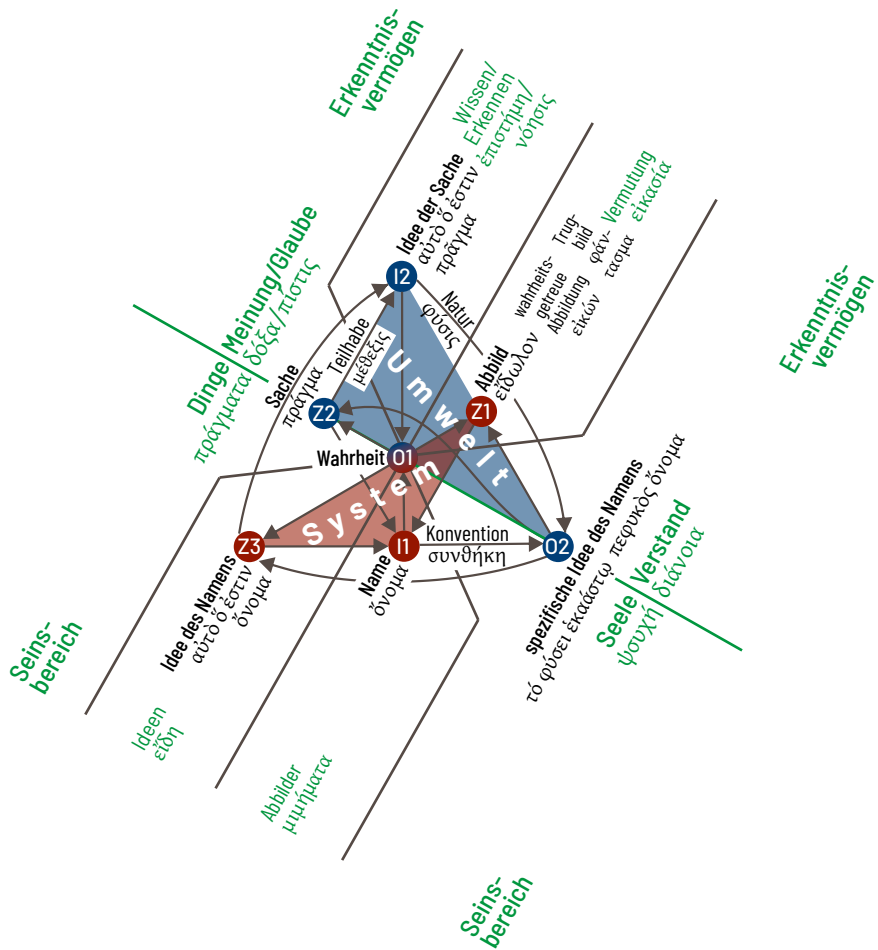 Erkenntnis-
vermögen
Wissen/
Erkennen
ἐπιστήμη/
νόησις
Idee der Sache
αὐτὸ ὅ ἐστιν
πρᾶγμα
Trug-
bild
φάν-
τασμα
Vermutung
εἰκασία
wahrheits-
getreue
Abbildung
εἰκών
Erkenntnis-
vermögen
Dinge
πράγματα
Meinung/Glaube
δόξα/πίστις
I2
Natur
φύσις
Teilhabe
μέθεξις
Sache
πρᾶγμα
Umwelt
Abbild
εἴδωλον
Z2
Z1
Wahrheit
O1
System
Z3
I1
O2
Konvention
συνθήκη
Name
ὄνομα
Idee des Namens
αὐτὸ ὅ ἐστιν
ὄνομα
spezifische Idee des Namens
τό φύσει ἑκαάστῳ πεφυκὸς ὄνομα
Seele
ψσυχή
Verstand
διάνοια
Seins-
bereich
Ideen
εἴδη
Abbilder
μιμήματα
Seins-
bereich